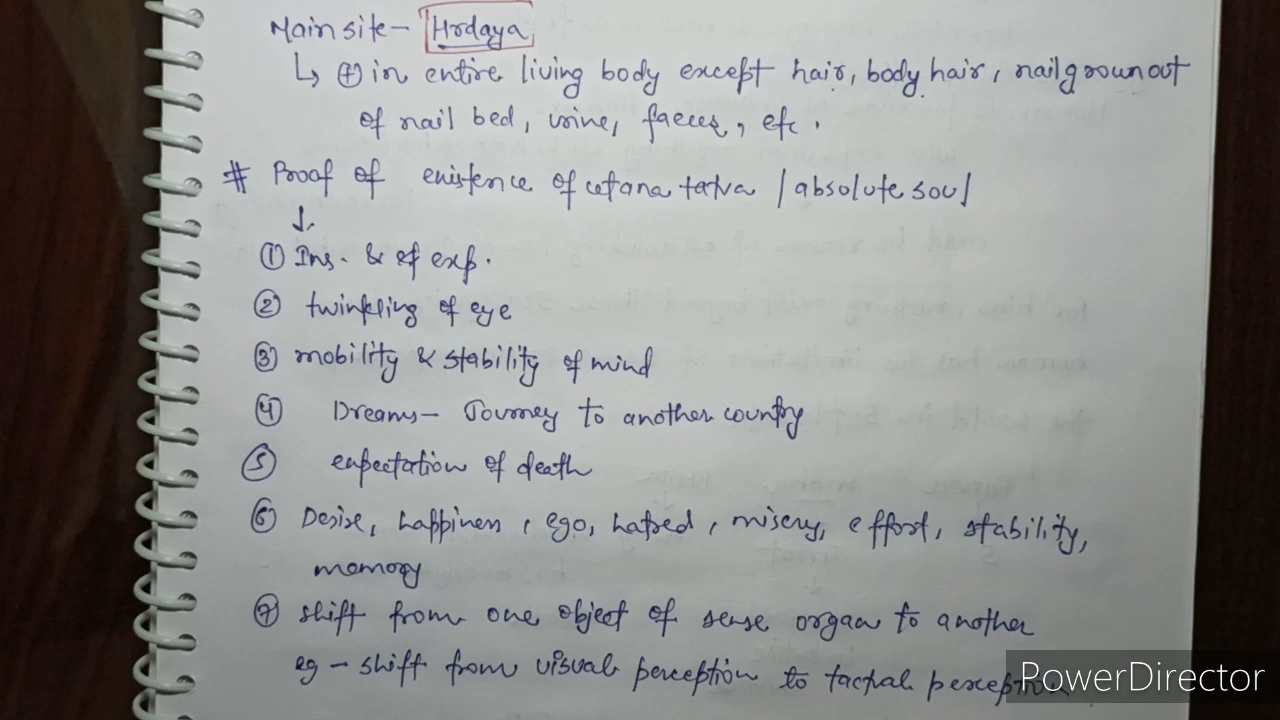 Main site - Hrdaya
↳ ⊕ in entire living body except hair, body hair, nail grown out
of nail bed, urine, faeces, etc.
# Proof of existence of cetana tatva / absolute soul
↓
① Ins. & of exp.
② twinkling of eye
③ mobility & stability of mind
④ Dreams - Journey to another country
⑤ expectation of death
⑥ Desire, happiness, ego, hatred, misery, effort, stability,
memory
⑦ shift from one object of sense organ to another
eg - shift from visual perception to tactual perception
PowerDirector